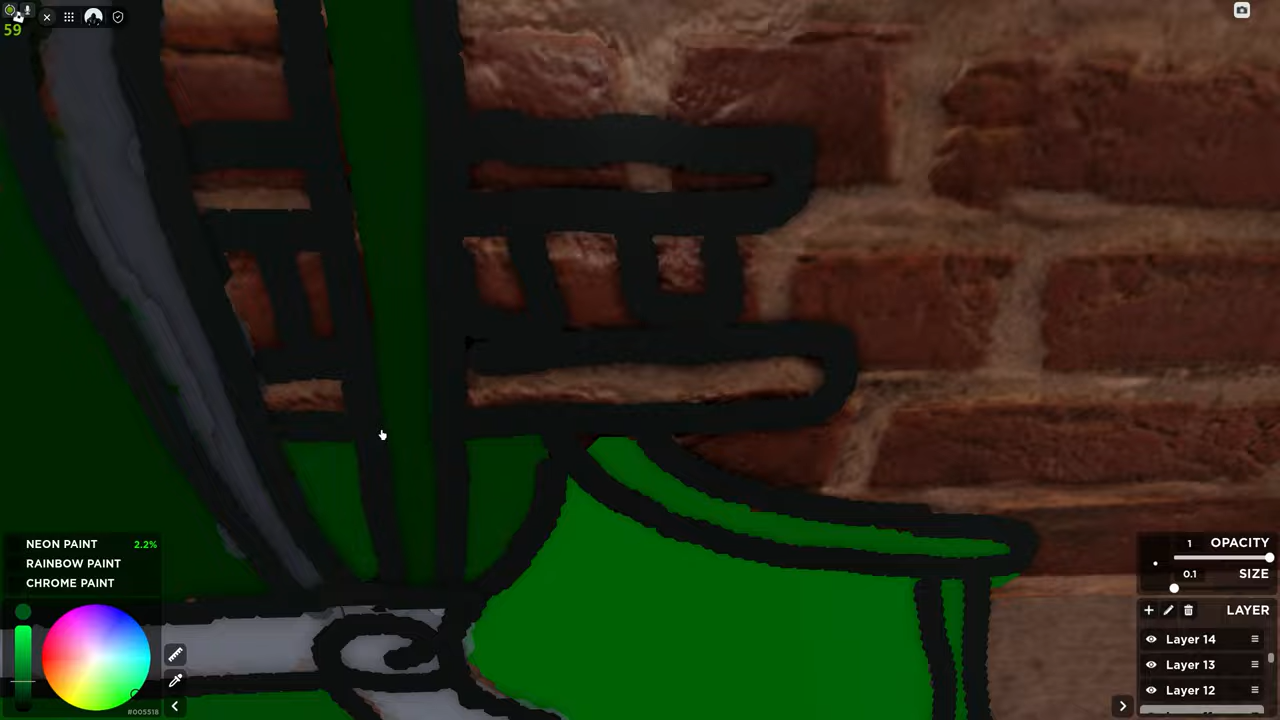 59
NEON PAINT 2.2%
RAINBOW PAINT
CHROME PAINT
#005518
1 OPACITY
0.1 SIZE
LAYER
Layer 14
Layer 13
Layer 12